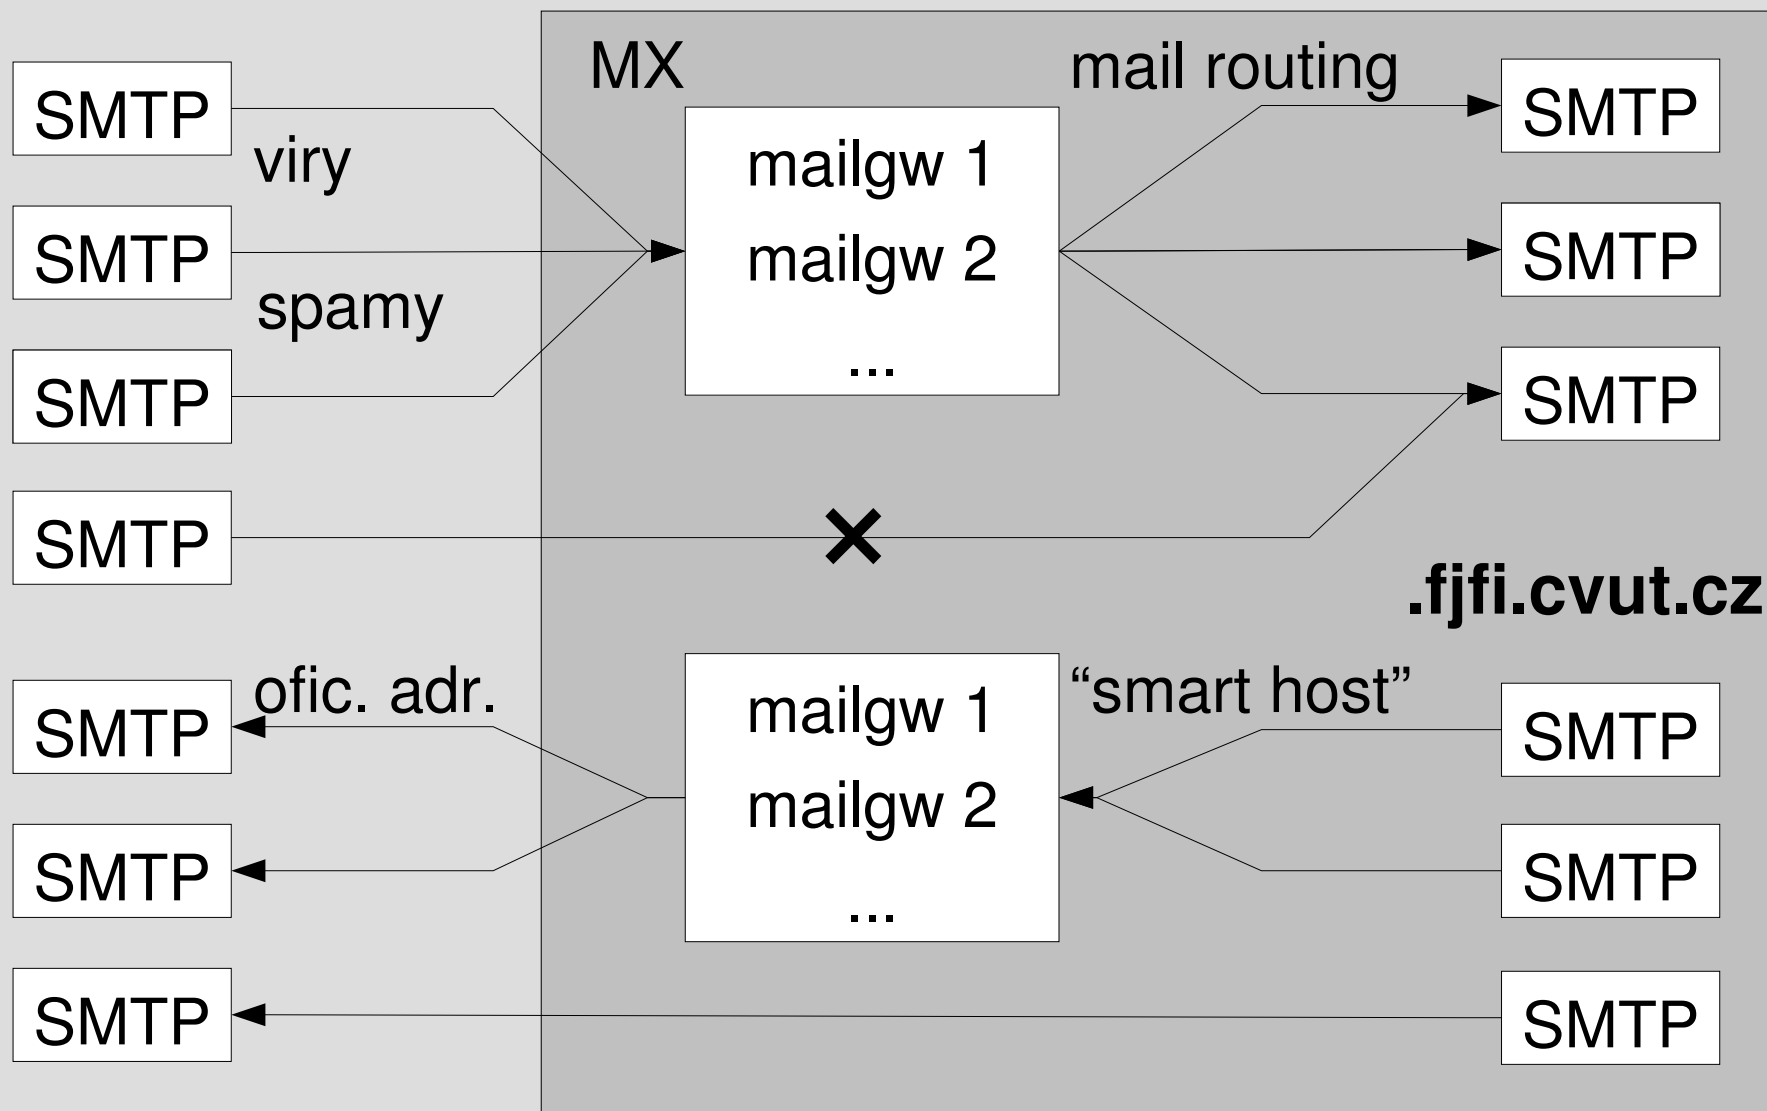 MX
mail routing
SMTP
SMTP
viry
mailgw 1
SMTP
mailgw 2
SMTP
spamy
...
SMTP
SMTP
SMTP
.fjfi.cvut.cz
ofic. adr.
“smart host”
SMTP
mailgw 1
SMTP
SMTP
mailgw 2
SMTP
...
SMTP
SMTP